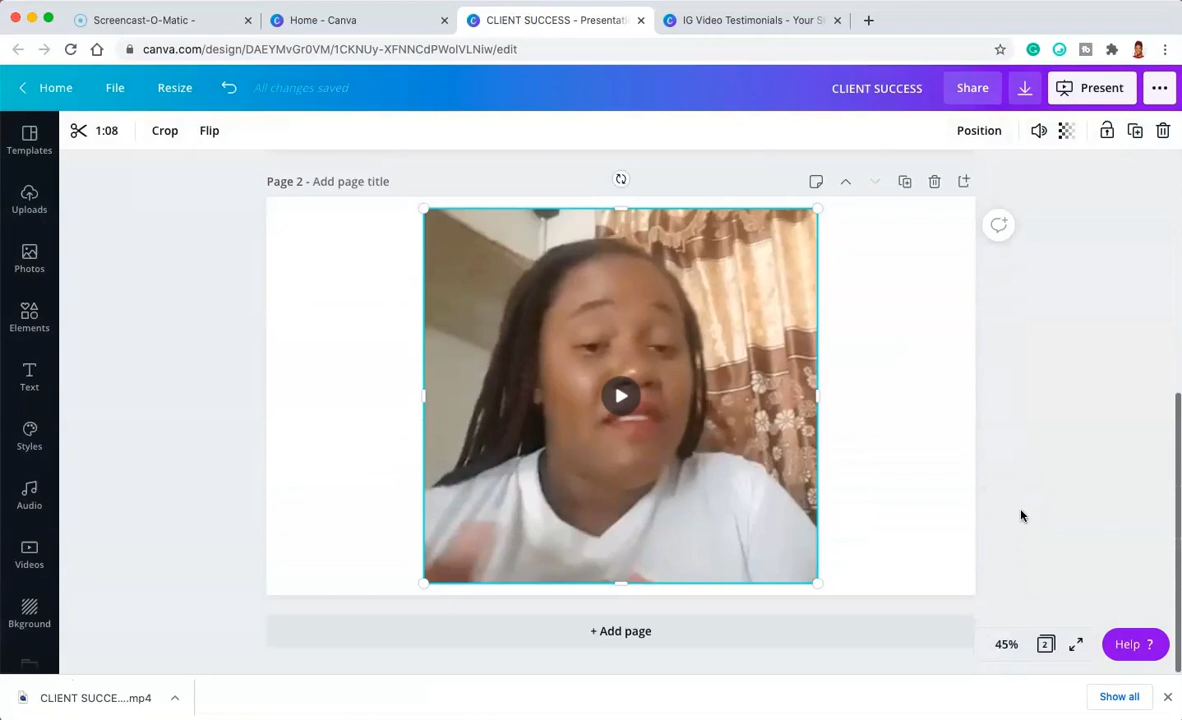 Screencast-O-Matic -
Home - Canva
CLIENT SUCCESS - Presentati
IG Video Testimonials - Your S
canva.com/design/DAEYMvGr0VM/1CKNUy-XFNNCdPWolVLNiw/edit
Home File Resize All changes saved CLIENT SUCCESS Share Present
1:08 Crop Flip Position
Templates
Uploads
Photos
Elements
Text
Styles
Audio
Videos
Bkground
Page 2 - Add page title
+ Add page
45% 2 Help ?
CLIENT SUCCE....mp4 Show all